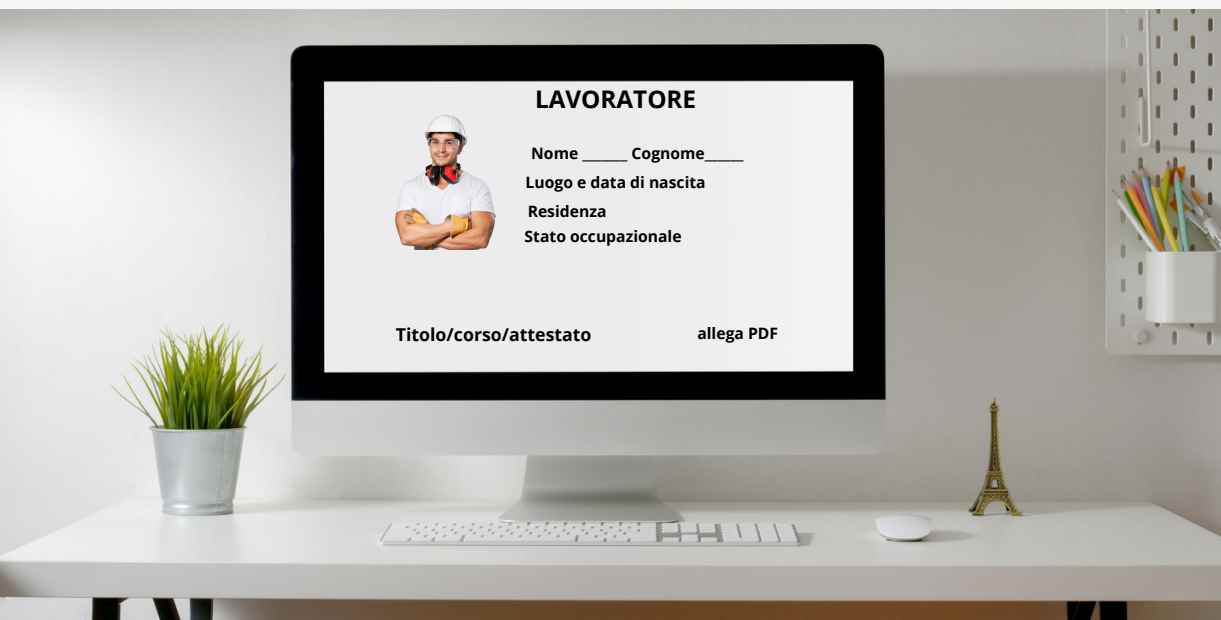 LAVORATORE
Nome ______ Cognome_____
Luogo e data di nascita
Residenza
Stato occupazionale
Titolo/corso/attestato allega PDF